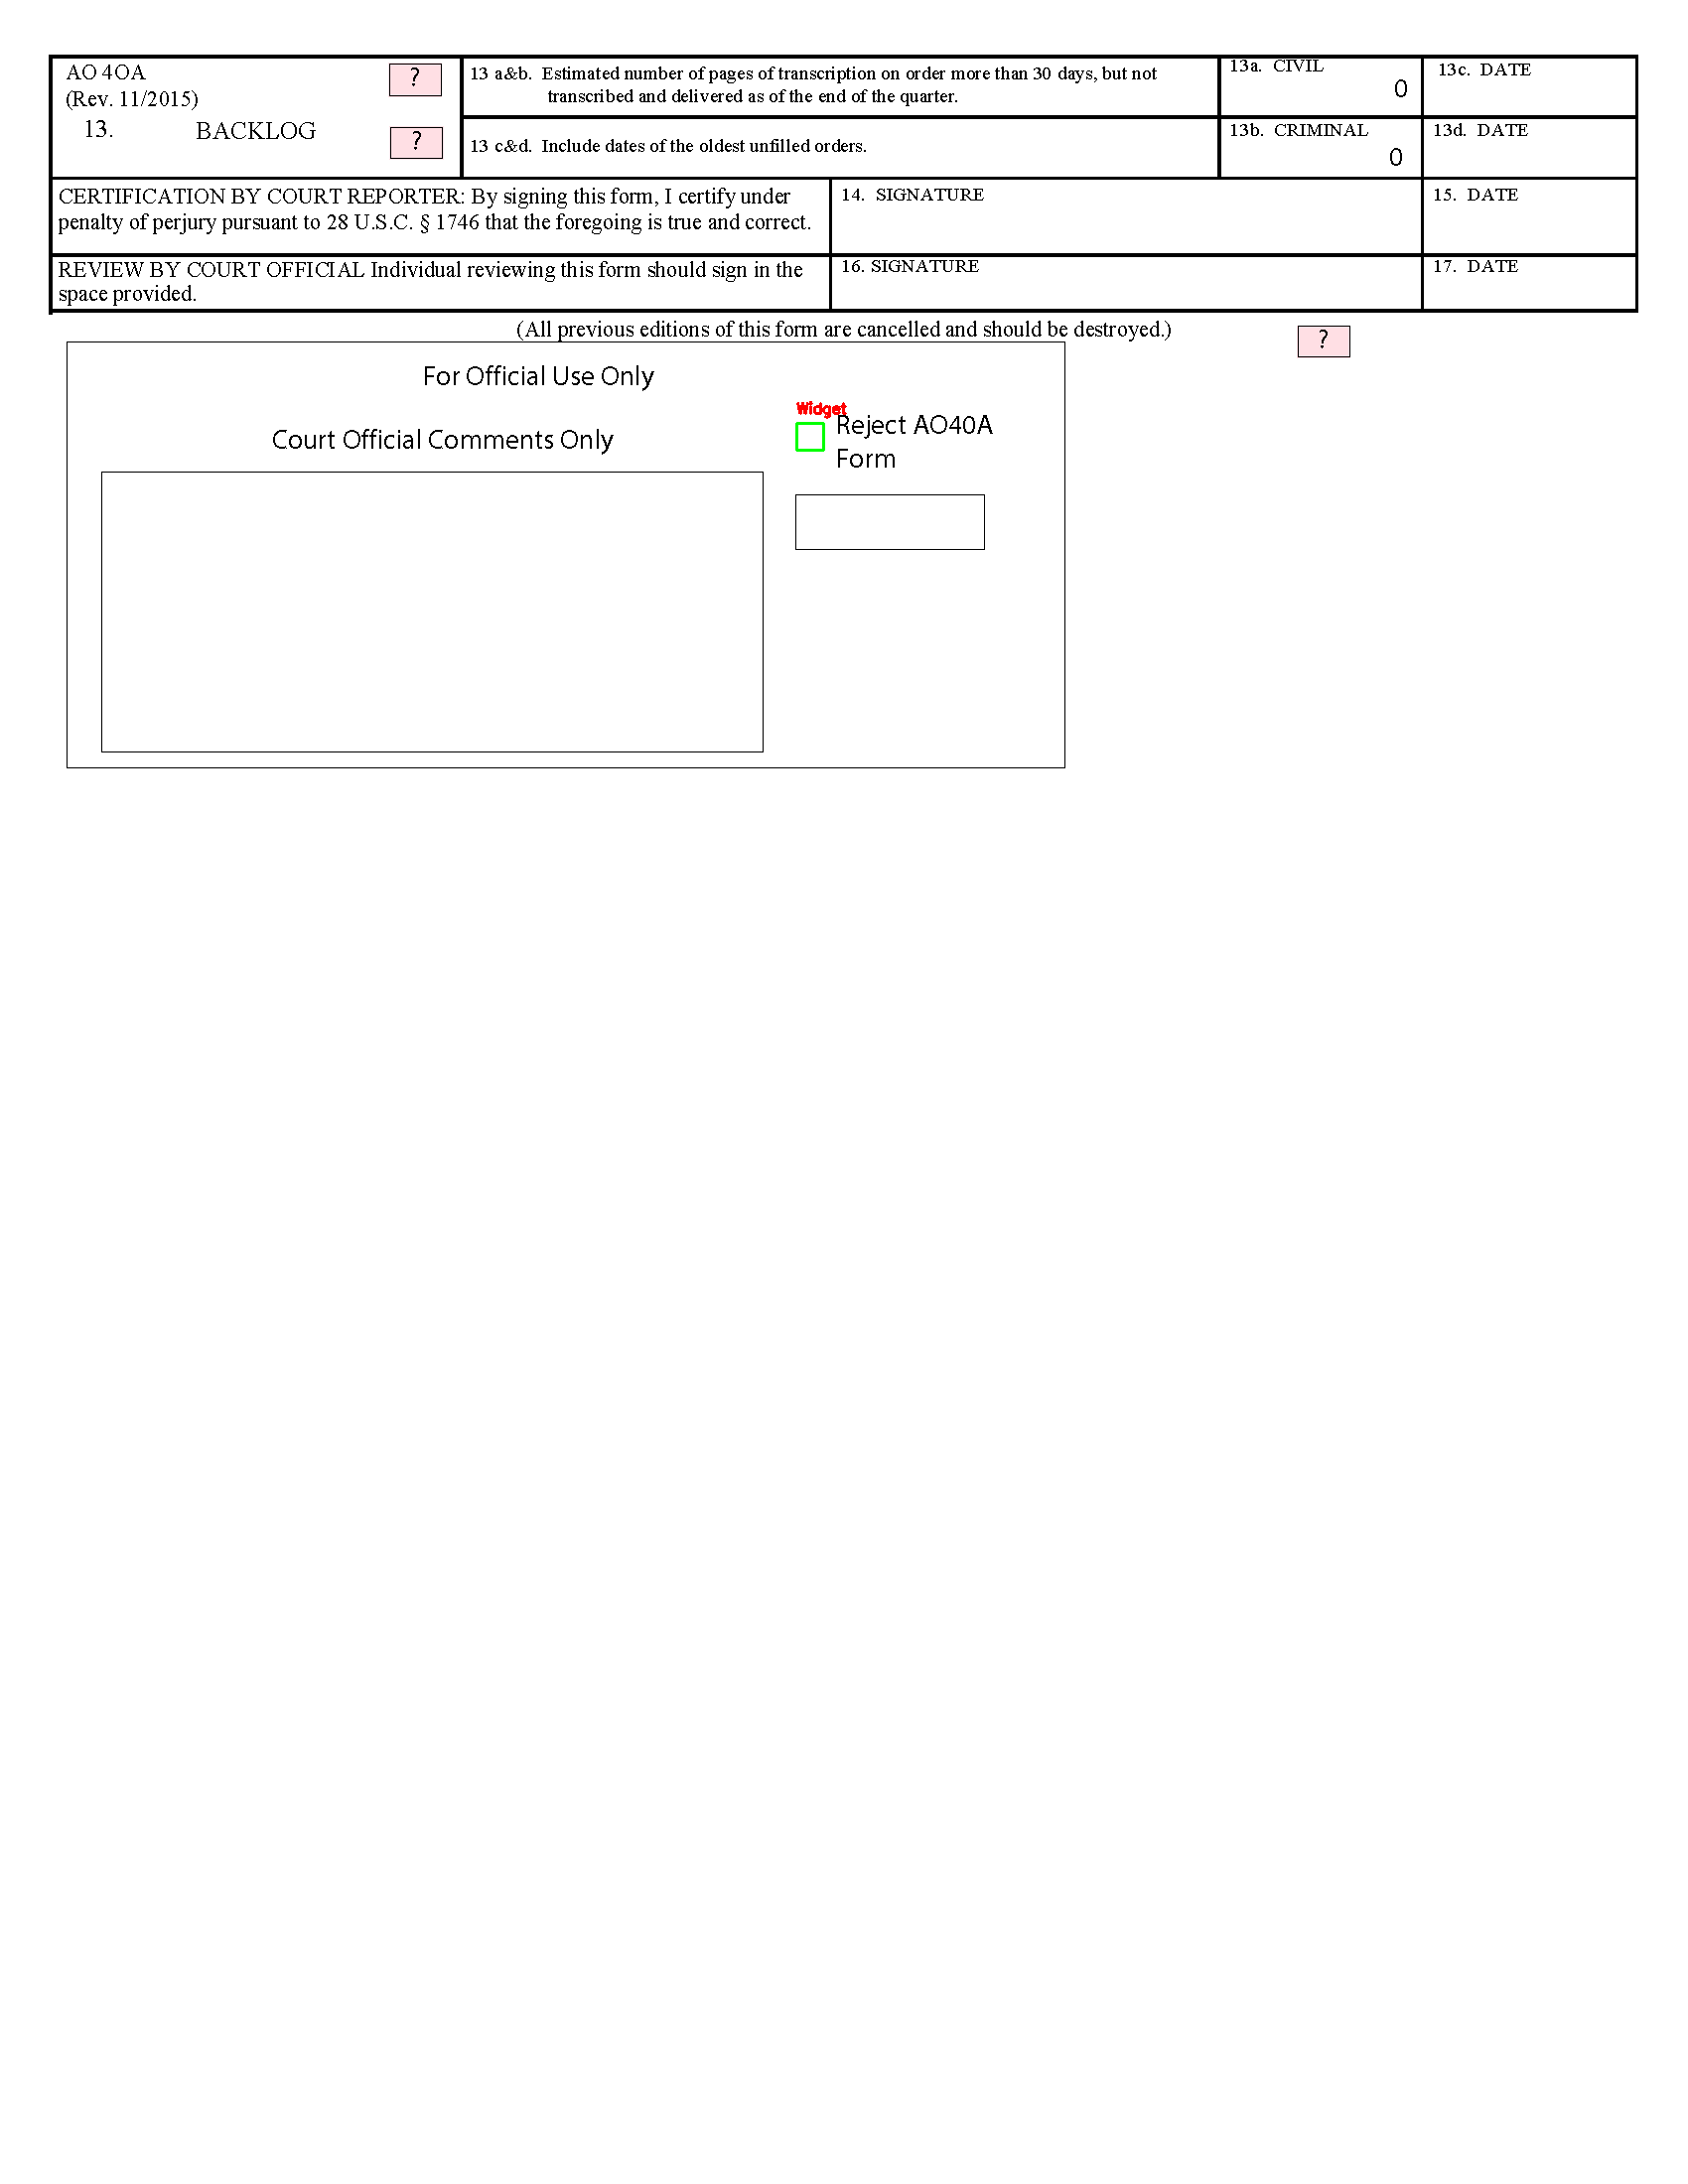 AO 4OA
(Rev. 11/2015)
?
13. BACKLOG
?
13 a&b. Estimated number of pages of transcription on order more than 30 days, but not
transcribed and delivered as of the end of the quarter.
13a. CIVIL
0
13c. DATE
13 c&d. Include dates of the oldest unfilled orders.
13b. CRIMINAL
0
13d. DATE
CERTIFICATION BY COURT REPORTER: By signing this form, I certify under
penalty of perjury pursuant to 28 U.S.C. § 1746 that the foregoing is true and correct.
14. SIGNATURE
15. DATE
REVIEW BY COURT OFFICIAL Individual reviewing this form should sign in the
space provided.
16. SIGNATURE
17. DATE
(All previous editions of this form are cancelled and should be destroyed.)
?
For Official Use Only
Court Official Comments Only
Widget
Reject AO40A
Form